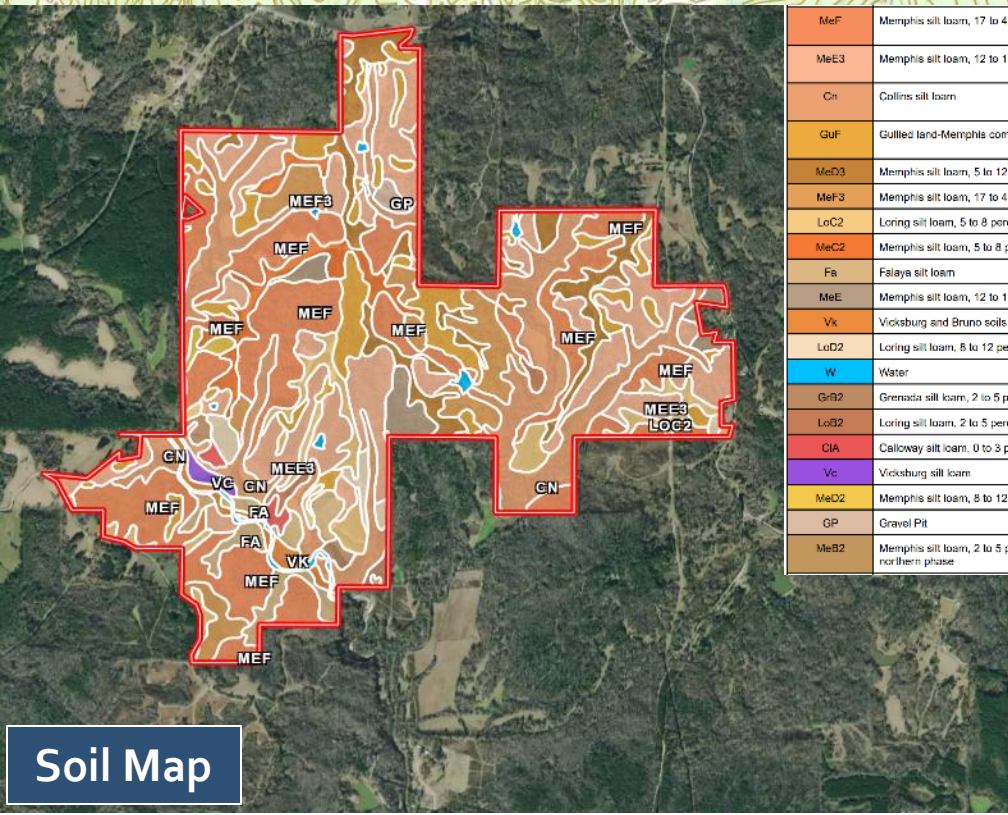 MeF Memphis silt loam, 17 to 4
MeE3 Memphis silt loam, 12 to 1
Cn Collins silt loam
GuF Gullied land-Memphis com
MeD3 Memphis silt loam, 5 to 12
MeF3 Memphis silt loam, 17 to 4
LoC2 Loring silt loam, 5 to 8 per
MeC2 Memphis silt loam, 5 to 8 p
Fa Falaya silt loam
MeE Memphis silt loam, 12 to 1
Vk Vicksburg and Bruno soils
LoD2 Loring silt loam, 8 to 12 pe
W Water
GrB2 Grenada silt loam, 2 to 5 p
LoB2 Loring silt loam, 2 to 5 per
ClA Calloway silt loam, 0 to 3 p
Vc Vicksburg silt loam
MeD2 Memphis silt loam, 8 to 12
GP Gravel Pit
MeB2 Memphis silt loam, 2 to 5 p
northern phase
MEF3
GP
MEF
MEF
MEF
MEF
MEF
MEF
MEF
MEE3
LOC2
CN
MEE3
VC
CN
MEF
FA
CN
FA
VK
MEF
MEF
Soil Map